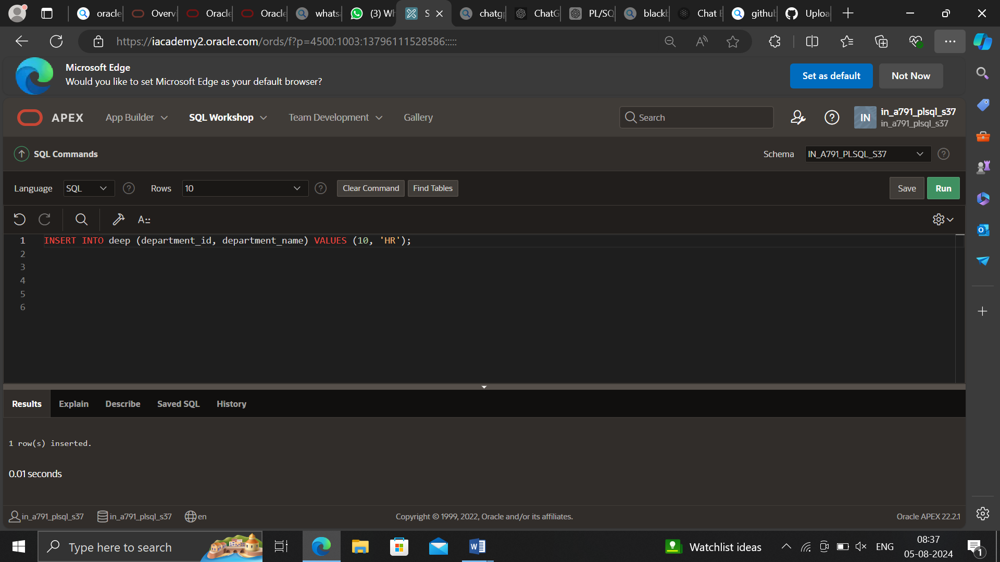 oracle
Overvi
Oracle
Oracle
whats
(3) Wh
S
chatg
ChatG
PL/SQ
blackb
Chat
githul
Uploa
https://iacademy2.oracle.com/ords/f?p=4500:1003:13796111528586:::::
Microsoft Edge
Would you like to set Microsoft Edge as your default browser?
Set as default
Not Now
APEX
App Builder
SQL Workshop
Team Development
Gallery
Search
IN
in_a791_plsql_s37
in_a791_plsql_s37
SQL Commands
Schema
IN_A791_PLSQL_S37
Language
SQL
Rows
10
Clear Command
Find Tables
Save
Run
A::
1 INSERT INTO deep (department_id, department_name) VALUES (10, 'HR');
2
3
4
5
6
Results
Explain
Describe
Saved SQL
History
1 row(s) inserted.
0.01 seconds
in_a791_plsql_s37
in_a791_plsql_s37
en
Copyright © 1999, 2022, Oracle and/or its affiliates.
Oracle APEX 22.2.1
Type here to search
Watchlist ideas
ENG
08:37
05-08-2024
1